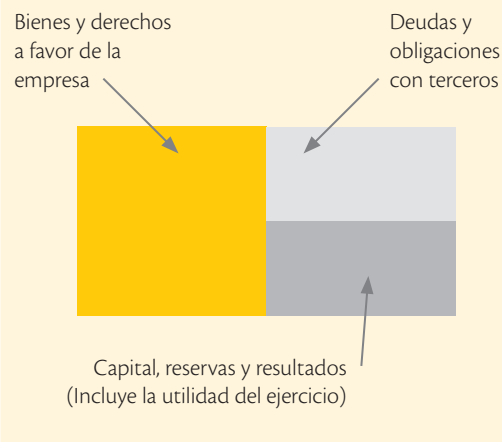 Bienes y derechos
a favor de la
empresa
Deudas y
obligaciones
con terceros
Capital, reservas y resultados
(Incluye la utilidad del ejercicio)